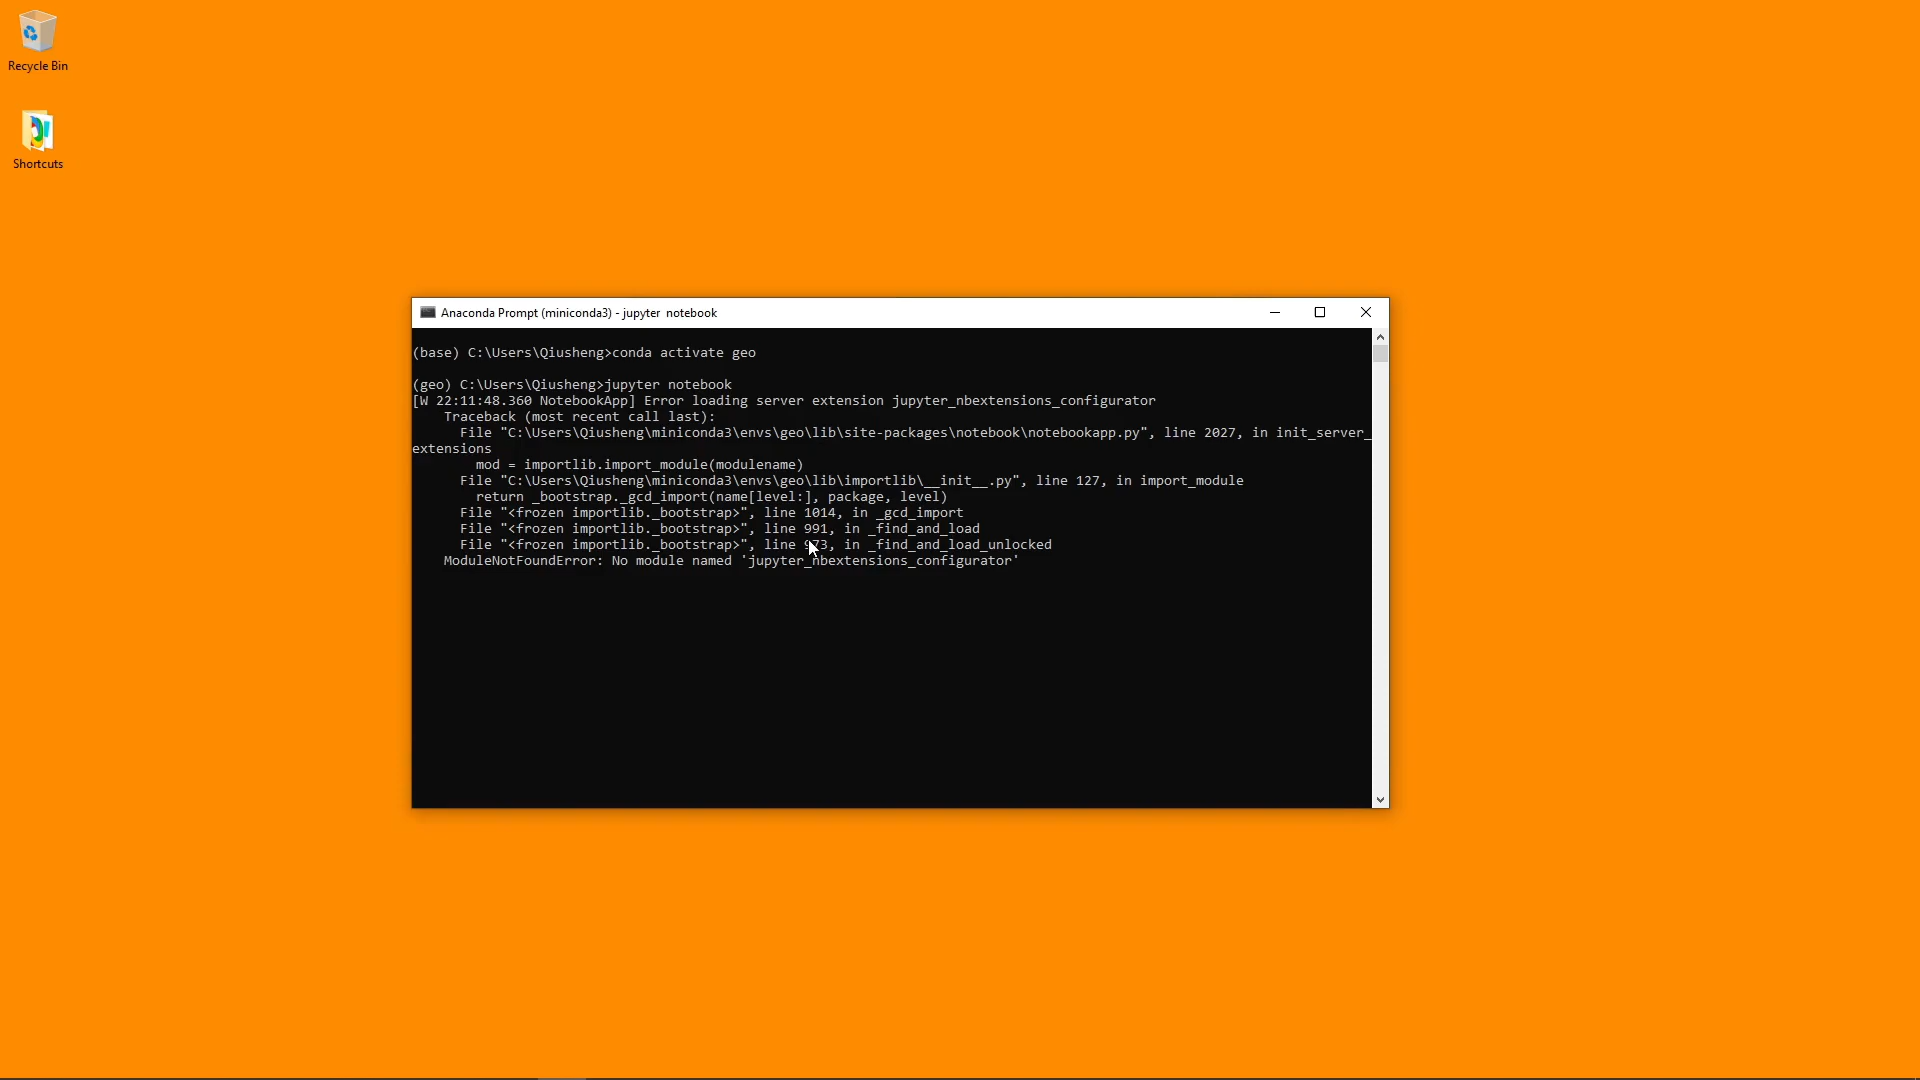 Recycle Bin
Shortcuts
Anaconda Prompt (miniconda3) - jupyter  notebook
(base) C:\Users\Qiusheng>conda activate geo
(geo) C:\Users\Qiusheng>jupyter notebook
[W 22:11:48.360 NotebookApp] Error loading server extension jupyter_nbextensions_configurator
    Traceback (most recent call last):
      File "C:\Users\Qiusheng\miniconda3\envs\geo\lib\site-packages\notebook\notebookapp.py", line 2027, in init_server_
extensions
        mod = importlib.import_module(modulename)
      File "C:\Users\Qiusheng\miniconda3\envs\geo\lib\importlib\__init__.py", line 127, in import_module
        return _bootstrap._gcd_import(name[level:], package, level)
      File "<frozen importlib._bootstrap>", line 1014, in _gcd_import
      File "<frozen importlib._bootstrap>", line 991, in _find_and_load
      File "<frozen importlib._bootstrap>", line 973, in _find_and_load_unlocked
    ModuleNotFoundError: No module named 'jupyter_nbextensions_configurator'